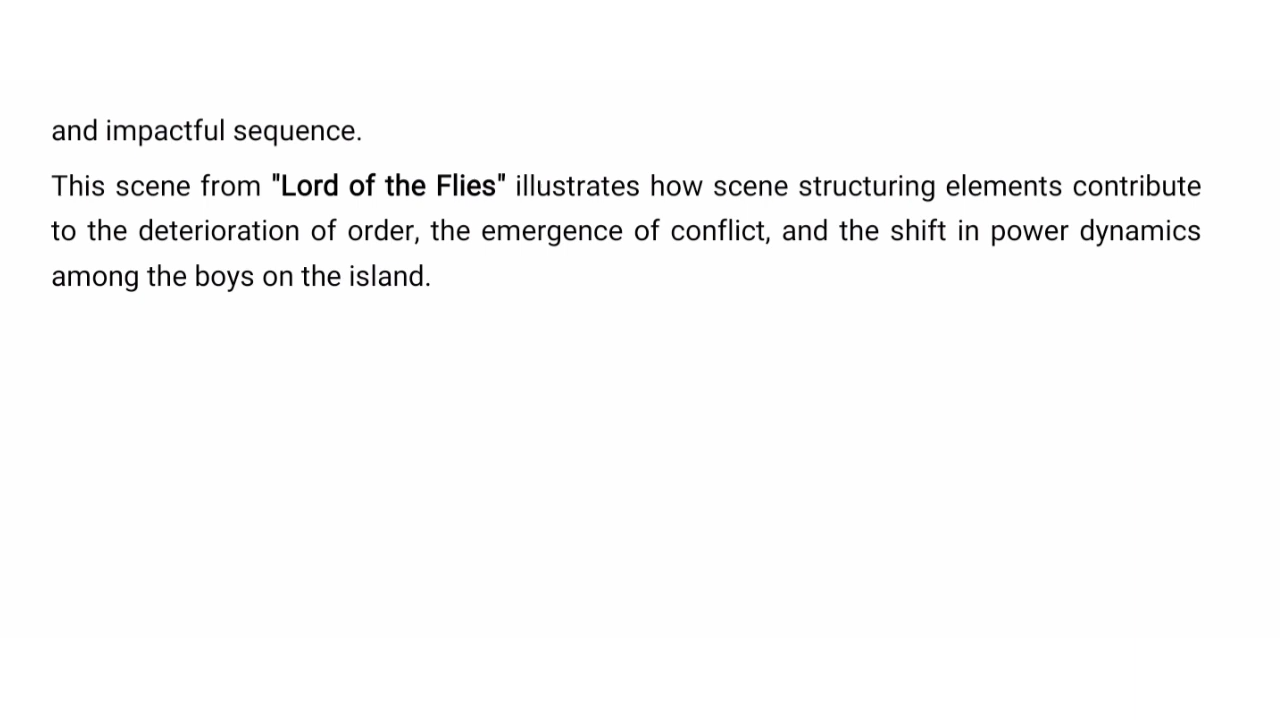 and impactful sequence.
This scene from "Lord of the Flies" illustrates how scene structuring elements contribute
to the deterioration of order, the emergence of conflict, and the shift in power dynamics
among the boys on the island.